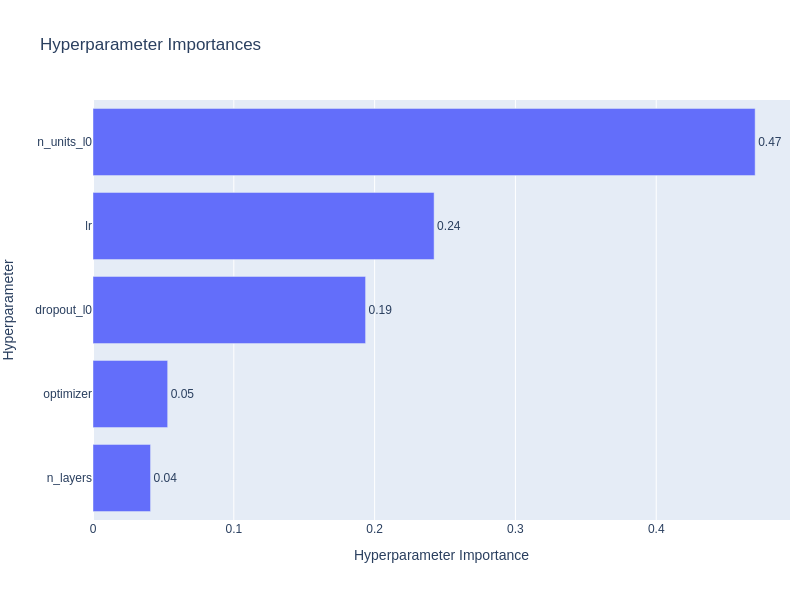 Hyperparameter Importances
Hyperparameter
n_units_l0 0.47
lr 0.24
dropout_l0 0.19
optimizer 0.05
n_layers 0.04
0 0.1 0.2 0.3 0.4
Hyperparameter Importance